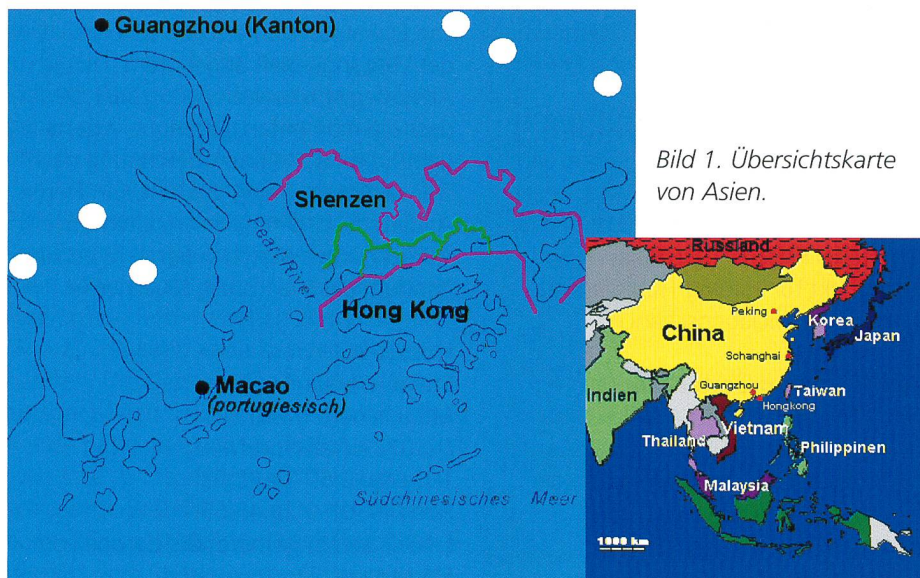 Guangzhou (Kanton)
Shenzen
Pearl River
Hong Kong
Macao
(portugiesisch)
Südchinesisches Meer
Bild 1. Übersichtskarte
von Asien.
Russland
Peking
Korea
China
Japan
Schanghai
Guangzhou
Taiwan
Indien
Hongkong
Vietnam
Thailand
Philippinen
Malaysia
1000 km